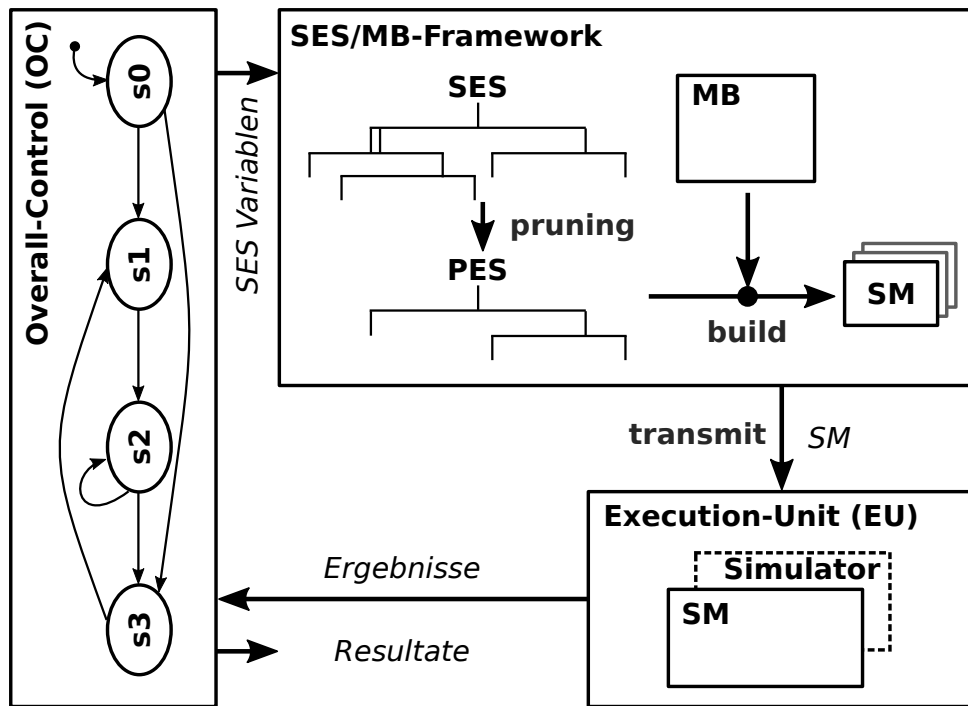 Overall-Control (OC)
s0
s1
s2
s3
SES Variablen
SES/MB-Framework
SES
pruning
PES
MB
build
SM
transmit
SM
Execution-Unit (EU)
Simulator
SM
Ergebnisse
Resultate